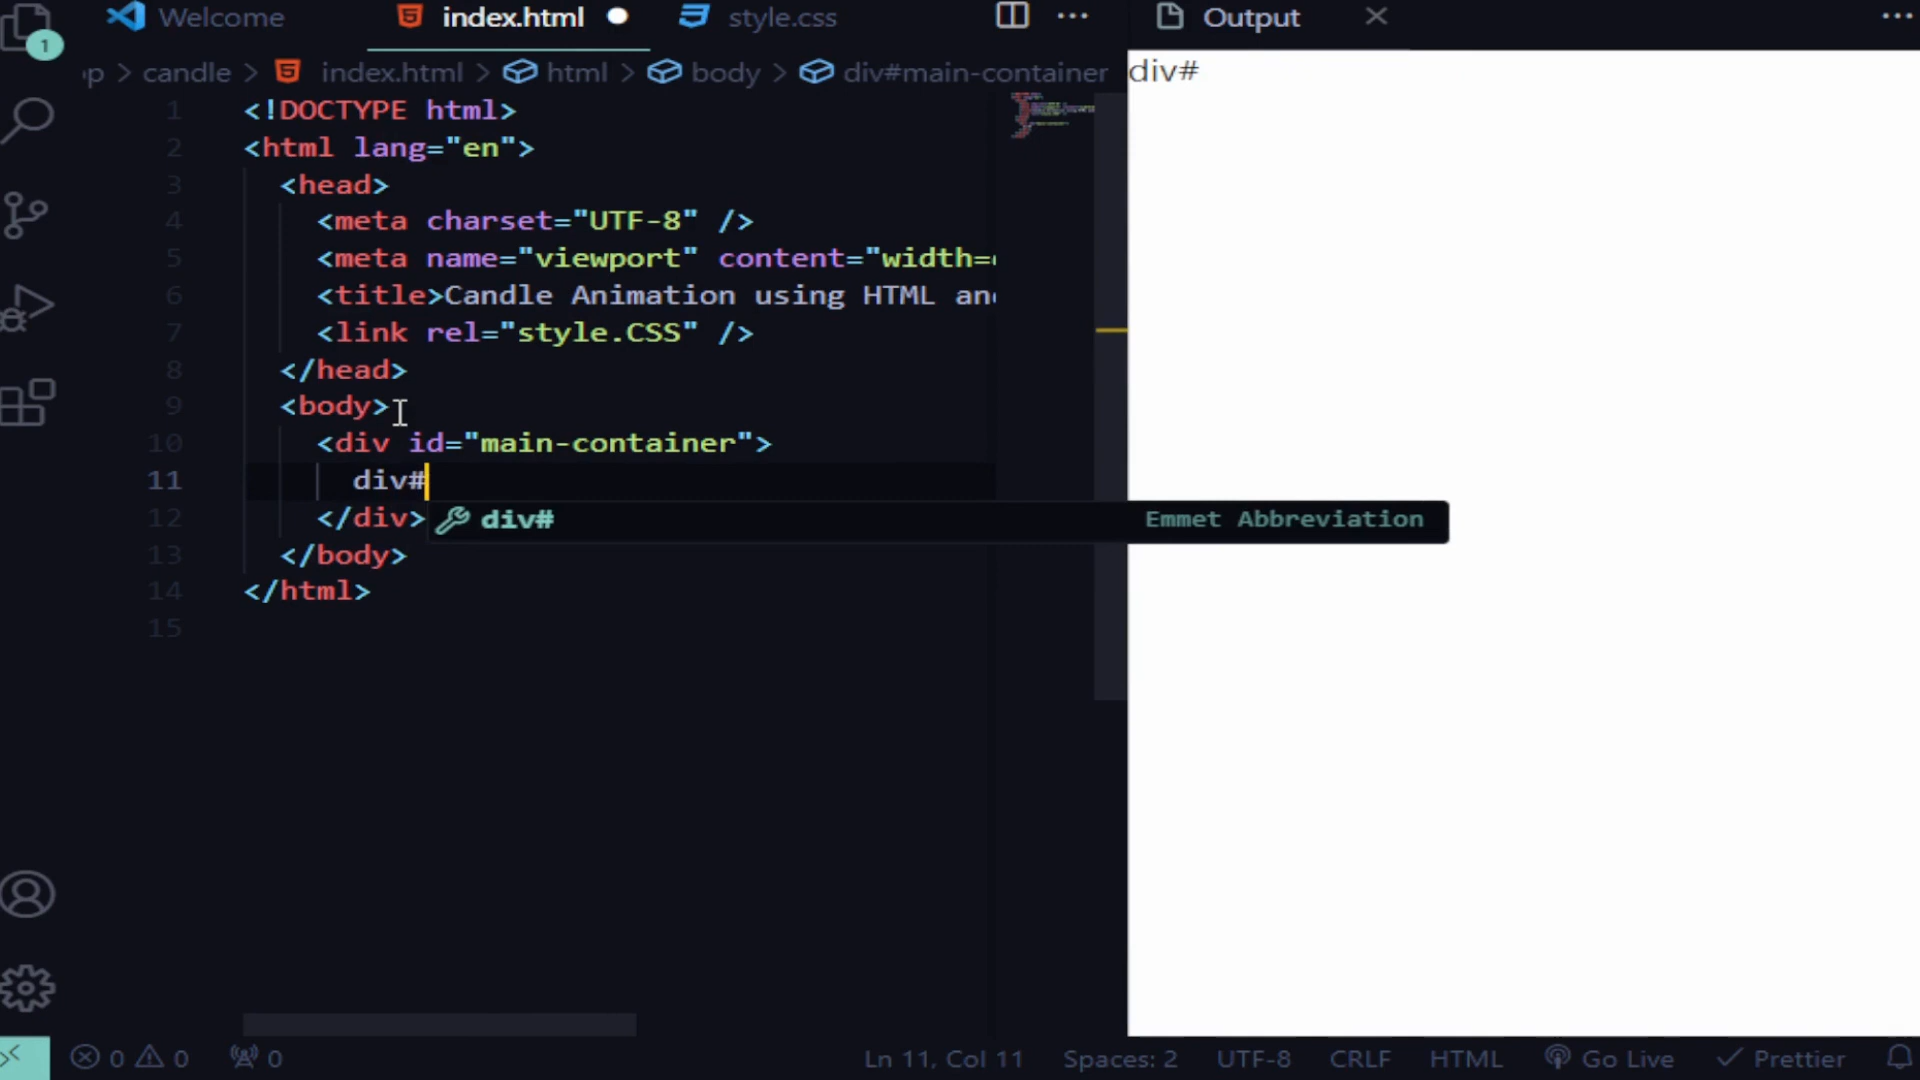 1
Welcome
index.html
style.css
Output
op > candle > index.html > html > body > div#main-container
div#
1 <!DOCTYPE html>
2 <html lang="en">
3 <head>
4 <meta charset="UTF-8" />
5 <meta name="viewport" content="width=
6 <title>Candle Animation using HTML an
7 <link rel="style.CSS" />
8 </head>
9 <body>
10 <div id="main-container">
11 div#
12 </div>
div# Emmet Abbreviation
13 </body>
14 </html>
15
0 0 0 Ln 11, Col 11 Spaces: 2 UTF-8 CRLF HTML Go Live Prettier